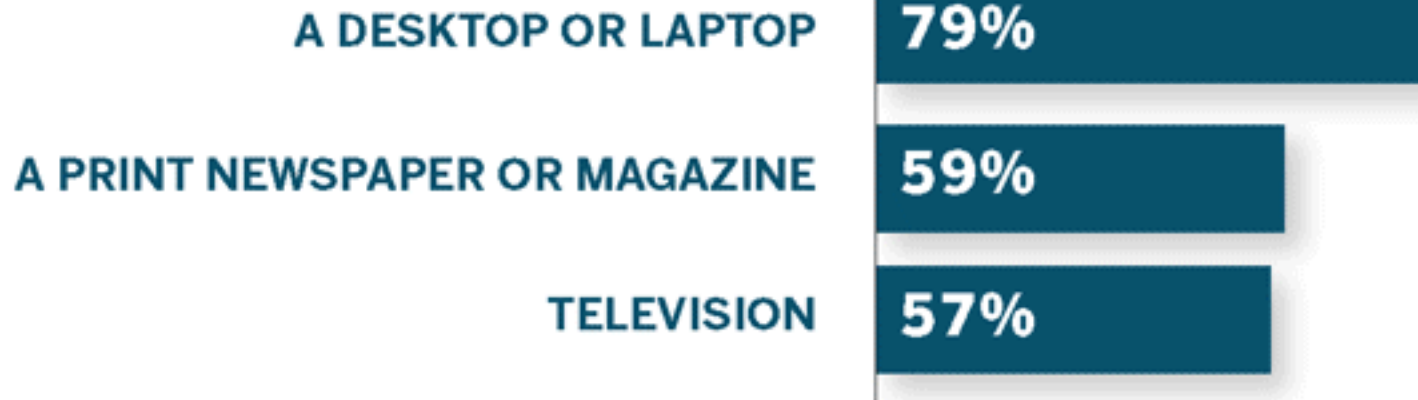 A DESKTOP OR LAPTOP 79%
A PRINT NEWSPAPER OR MAGAZINE 59%
TELEVISION 57%